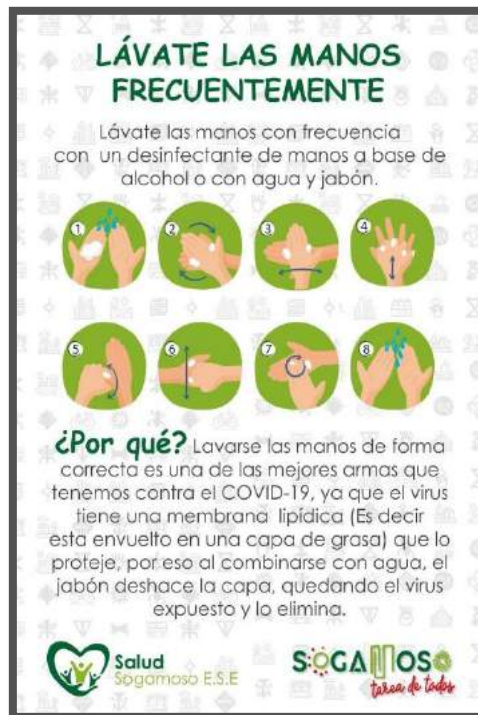 LÁVATE LAS MANOS
FRECUENTEMENTE
Lávate las manos con frecuencia
con un desinfectante de manos a base de
alcohol o con agua y jabón.
1 2 3 4
5 6 7 8
¿Por qué? Lavarse las manos de forma
correcta es una de las mejores armas que
tenemos contra el COVID-19, ya que el virus
tiene una membrana lipídica (Es decir
esta envuelto en una capa de grasa) que lo
proteje, por eso al combinarse con agua, el
jabón deshace la capa, quedando el virus
expuesto y lo elimina.
Salud
Sogamoso E.S.E
SOGAMOSO
tarea de todos